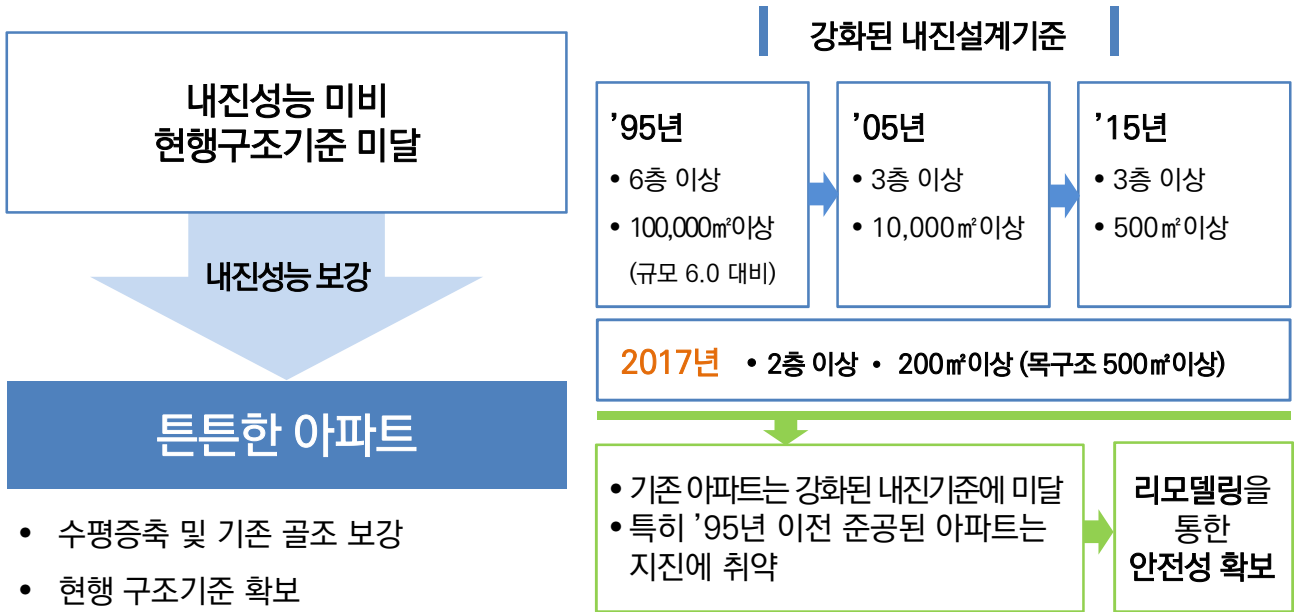 내진성능 미비
현행구조기준 미달
내진성능 보강
튼튼한 아파트
• 수평증축 및 기존 골조 보강
• 현행 구조기준 확보
강화된 내진설계기준
’95년
• 6층 이상
• 100,000㎡이상
(규모 6.0 대비)
’05년
• 3층 이상
• 10,000㎡이상
’15년
• 3층 이상
• 500㎡이상
2017년 • 2층 이상 • 200㎡이상 (목구조 500㎡이상)
• 기존 아파트는 강화된 내진기준에 미달
• 특히 ’95년 이전 준공된 아파트는
지진에 취약
리모델링을
통한
안전성 확보